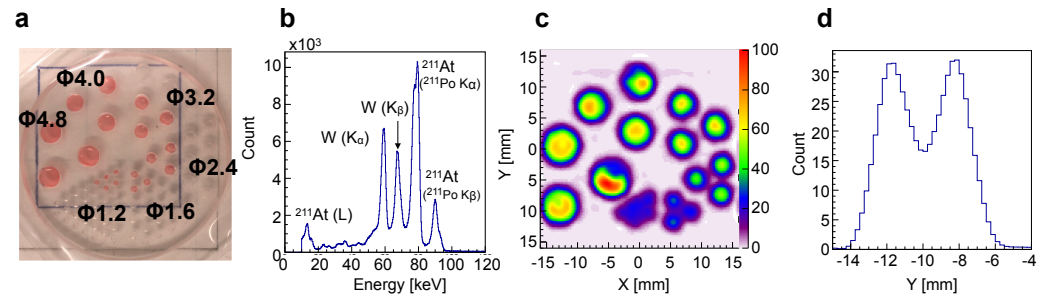 a
Φ4.0
Φ3.2
Φ4.8
Φ2.4
Φ1.2 Φ1.6
b
x10³
10
8
6
4
2
0
Count
²¹¹At
(²¹¹Po Kα)
W (Kβ)
W (Kα)
²¹¹At
(²¹¹Po Kβ)
²¹¹At (L)
0 20 40 60 80 100 120
Energy [keV]
c
15
10
5
0
5
10
15
Y [mm]
-15 -10 -5 0 5 10 15
X [mm]
100
80
60
40
20
0
d
30
25
20
15
10
5
0
Count
-14 -12 -10 -8 -6 -4
Y [mm]